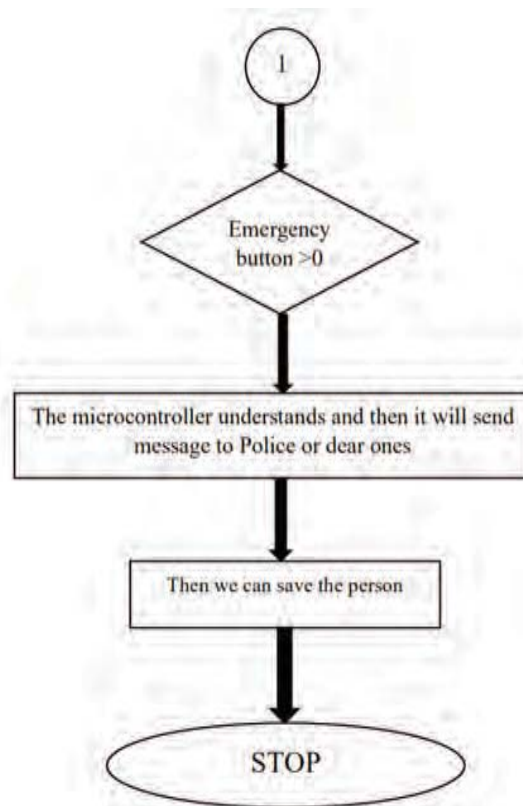 1
Emergency
button >0
The microcontroller understands and then it will send
message to Police or dear ones
Then we can save the person
STOP